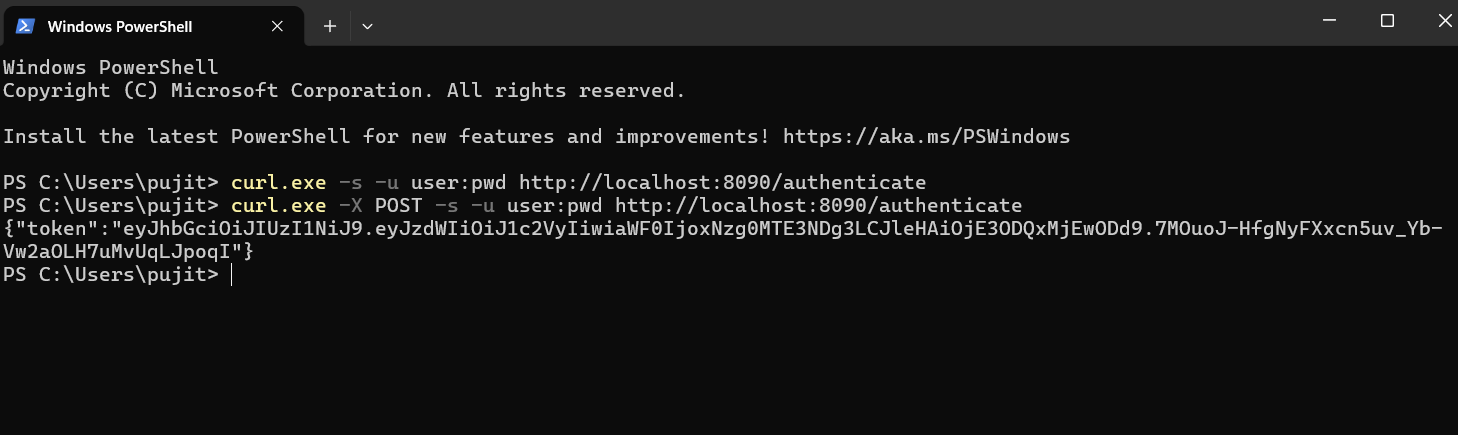 Windows PowerShell
Windows PowerShell
Copyright (C) Microsoft Corporation. All rights reserved.
Install the latest PowerShell for new features and improvements! https://aka.ms/PSWindows
PS C:\Users\pujit> curl.exe -s -u user:pwd http://localhost:8090/authenticate
PS C:\Users\pujit> curl.exe -X POST -s -u user:pwd http://localhost:8090/authenticate
{"token":"eyJhbGciOiJIUzI1NiJ9.eyJzdWIiOiJ1c2VyIiwiaWF0IjoxNzg0MTE3NDg3LCJleHAiOjE3ODQxMjEwODd9.7MOuoJ-HfgNyFXxcn5uv_Yb-
Vw2aOLH7uMvUqLJpoqI"}
PS C:\Users\pujit>